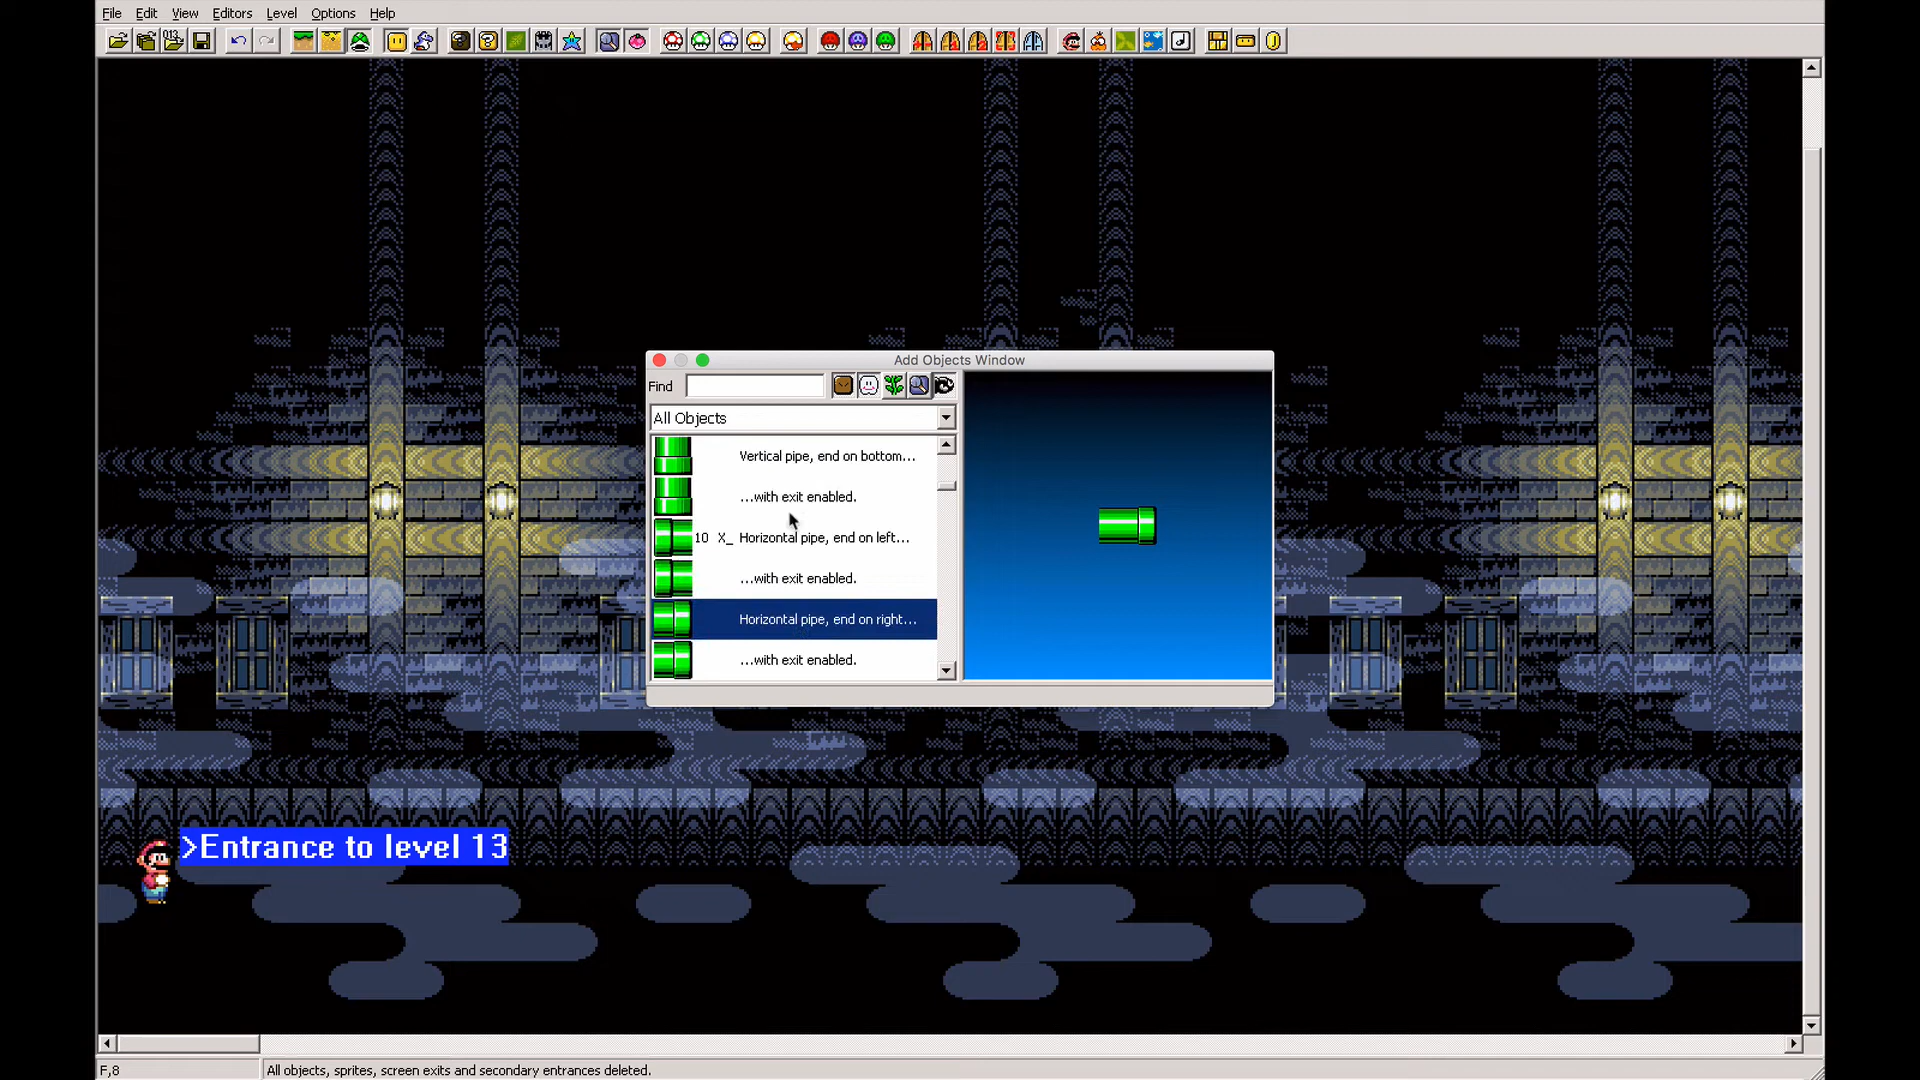 File Edit View Editors Level Options Help
Add Objects Window
Find
All Objects
Vertical pipe, end on bottom...
...with exit enabled.
10 X_ Horizontal pipe, end on left...
...with exit enabled.
Horizontal pipe, end on right...
...with exit enabled.
>Entrance to level 13
F,8 All objects, sprites, screen exits and secondary entrances deleted.